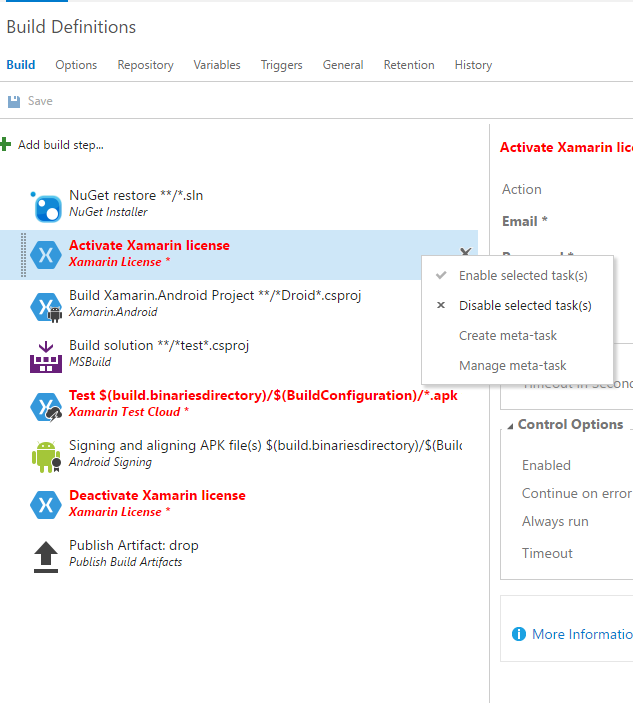 Build Definitions
Build Options Repository Variables Triggers General Retention History
Save
Add build step...
NuGet restore **/*.sln
NuGet Installer
Activate Xamarin license
Xamarin License *
Build Xamarin.Android Project **/*Droid*.csproj
Xamarin.Android
Build solution **/*test*.csproj
MSBuild
Test $(build.binariesdirectory)/$(BuildConfiguration)/*.apk
Xamarin Test Cloud *
Signing and aligning APK file(s) $(build.binariesdirectory)/$(Buil
Android Signing
Deactivate Xamarin license
Xamarin License *
Publish Artifact: drop
Publish Build Artifacts
Enable selected task(s)
Disable selected task(s)
Create meta-task
Manage meta-task
Activate Xamarin lic
Action
Email *
Timeout in Second
Control Options
Enabled
Continue on error
Always run
Timeout
More Informatio